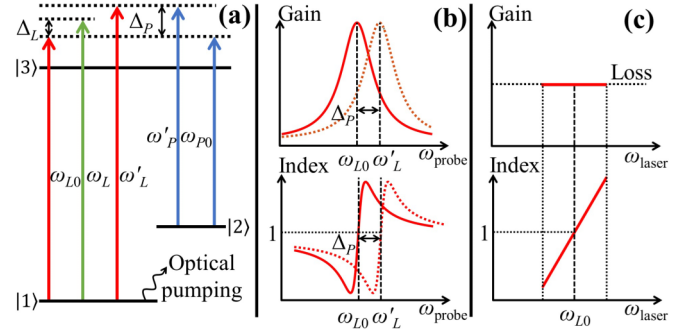 (a)
Δ_L
Δ_P
|3⟩
ω'_P ω_P0
ω_L0 ω_L ω'_L
|2⟩
Optical
pumping
|1⟩
(b)
Gain
Δ_P
ω_L0 ω'_L ω_probe
Index
1
Δ_P
ω_L0 ω'_L ω_probe
(c)
Loss
ω_laser
Index
1
ω_L0 ω_laser